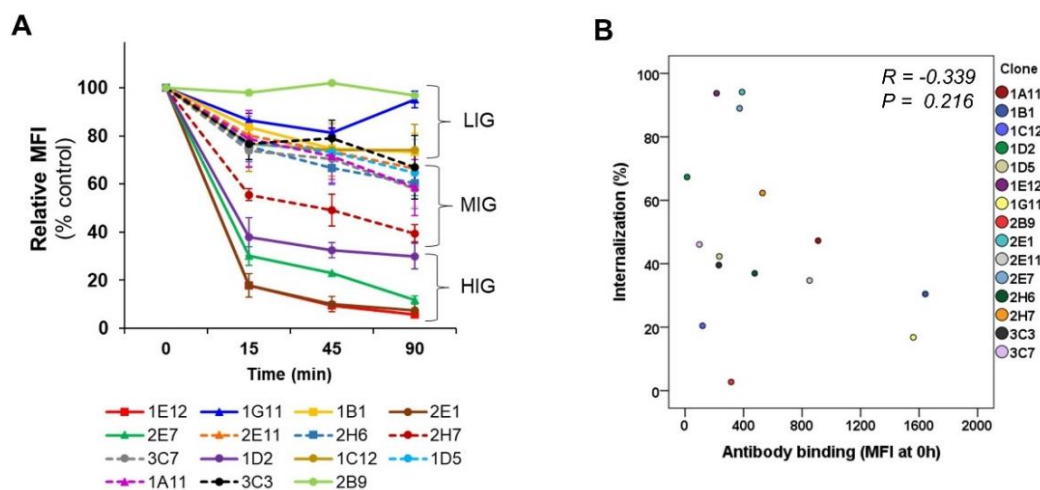 A
Relative MFI
(% control)
100
80
60
40
20
0
0 15 45 90
Time (min)
LIG
MIG
HIG
1E12 1G11 1B1 2E1
2E7 2E11 2H6 2H7
3C7 1D2 1C12 1D5
1A11 3C3 2B9
B
R = -0.339
P = 0.216
Internalization (%)
100
80
60
40
20
0
0 400 800 1200 1600 2000
Antibody binding (MFI at 0h)
Clone
1A11
1B1
1C12
1D2
1D5
1E12
1G11
2B9
2E1
2E11
2E7
2H6
2H7
3C3
3C7